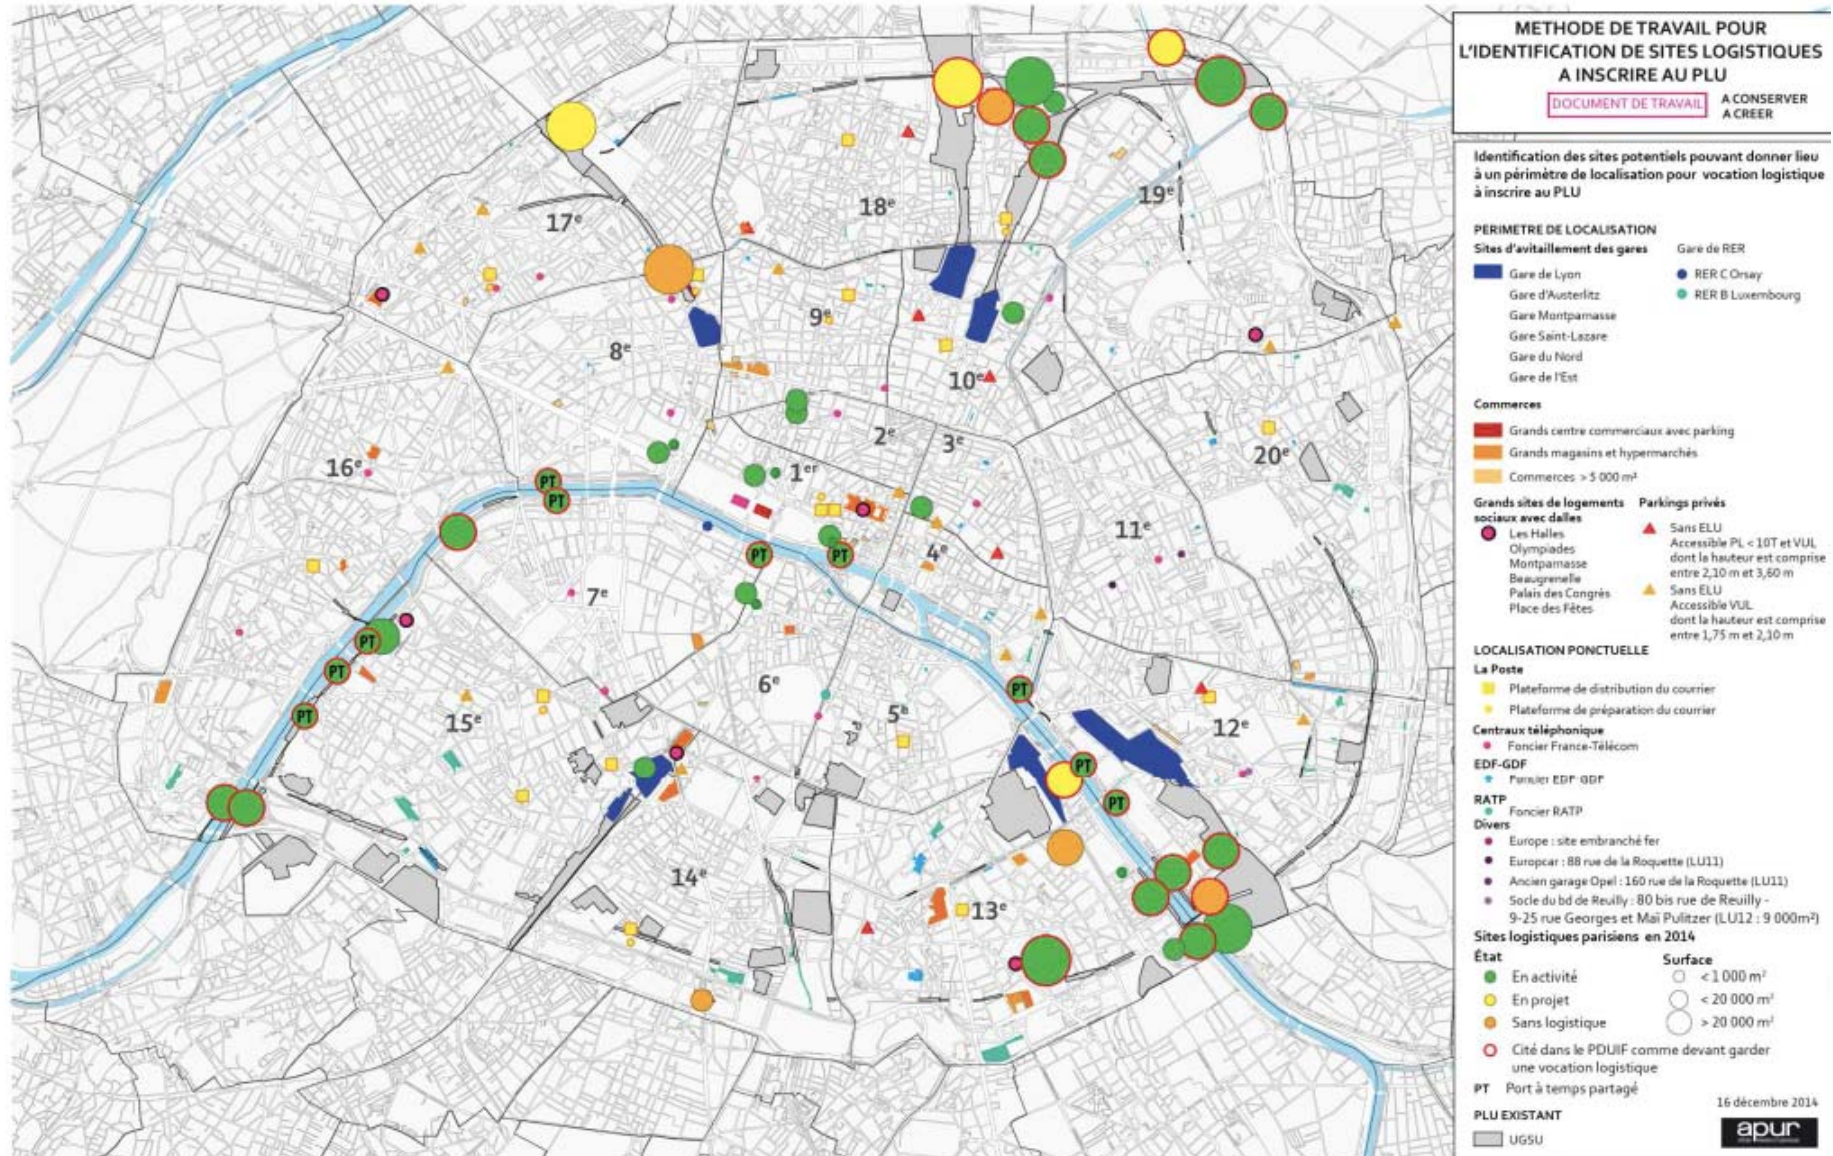 METHODE DE TRAVAIL POUR
L'IDENTIFICATION DE SITES LOGISTIQUES
A INSCRIRE AU PLU
DOCUMENT DE TRAVAIL
A CONSERVER
A CREER
Identification des sites potentiels pouvant donner lieu
à un périmètre de localisation pour vocation logistique
à inscrire au PLU
PERIMETRE DE LOCALISATION
Sites d'avitaillement des gares
Gare de Lyon
Gare d'Austerlitz
Gare Montparnasse
Gare Saint-Lazare
Gare du Nord
Gare de l'Est
Gare de RER
RER C Orsay
RER B Luxembourg
Commerces
Grands centre commerciaux avec parking
Grands magasins et hypermarchés
Commerces > 5 000 m²
Grands sites de logements
sociaux avec dalles
Les Halles
Olympiades
Montparnasse
Beaugrenelle
Palais des Congrès
Place des Fêtes
Parkings privés
Sans ELU
Accessible PL < 10T et VUL
dont la hauteur est comprise
entre 2,10 m et 3,60 m
Sans ELU
Accessible VUL
dont la hauteur est comprise
entre 1,75 m et 2,10 m
LOCALISATION PONCTUELLE
La Poste
Plateforme de distribution du courrier
Plateforme de préparation du courrier
Centraux téléphonique
Foncier France-Télécom
EDF-GDF
Foncier EDF-GDF
RATP
Foncier RATP
Divers
Europe : site embranché fer
Europcar : 88 rue de la Roquette (LU11)
Ancien garage Opel : 160 rue de la Roquette (LU11)
Socle du bd de Reuilly : 80 bis rue de Reuilly -
9-25 rue Georges et Maï Pulitzer (LU12 : 9 000m²)
Sites logistiques parisiens en 2014
État
En activité
En projet
Sans logistique
Surface
< 1 000 m²
< 20 000 m²
> 20 000 m²
Cité dans le PDUIF comme devant garder
une vocation logistique
PT Port à temps partagé
PLU EXISTANT
UGSU
16 décembre 2014
apur
17e
18e
19e
8e
9e
10e
2e
3e
1er
16e
20e
11e
4e
7e
6e
5e
15e
12e
14e
13e
PT
PT
PT
PT
PT
PT
PT
PT
PT
PT